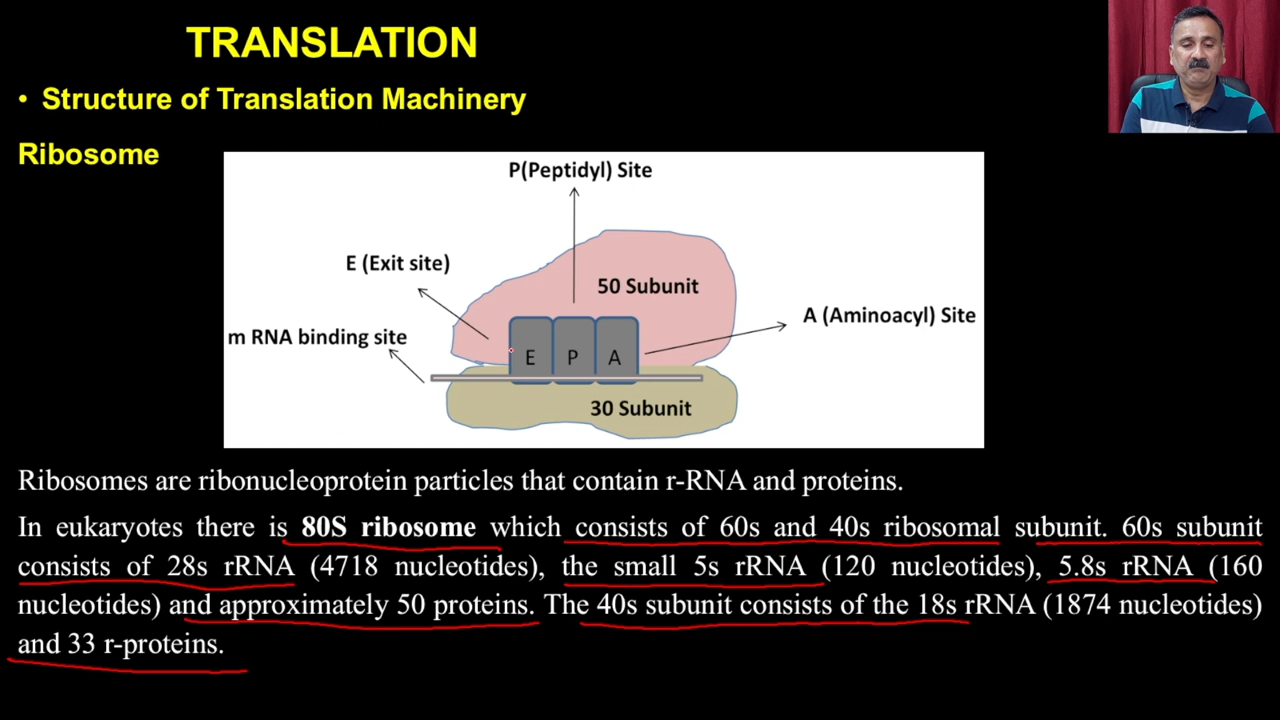 TRANSLATION
• Structure of Translation Machinery
Ribosome
P(Peptidyl) Site
E (Exit site)
50 Subunit
A (Aminoacyl) Site
m RNA binding site
E P A
30 Subunit
Ribosomes are ribonucleoprotein particles that contain r-RNA and proteins.
In eukaryotes there is 80S ribosome which consists of 60s and 40s ribosomal subunit. 60s subunit
consists of 28s rRNA (4718 nucleotides), the small 5s rRNA (120 nucleotides), 5.8s rRNA (160
nucleotides) and approximately 50 proteins. The 40s subunit consists of the 18s rRNA (1874 nucleotides)
and 33 r-proteins.